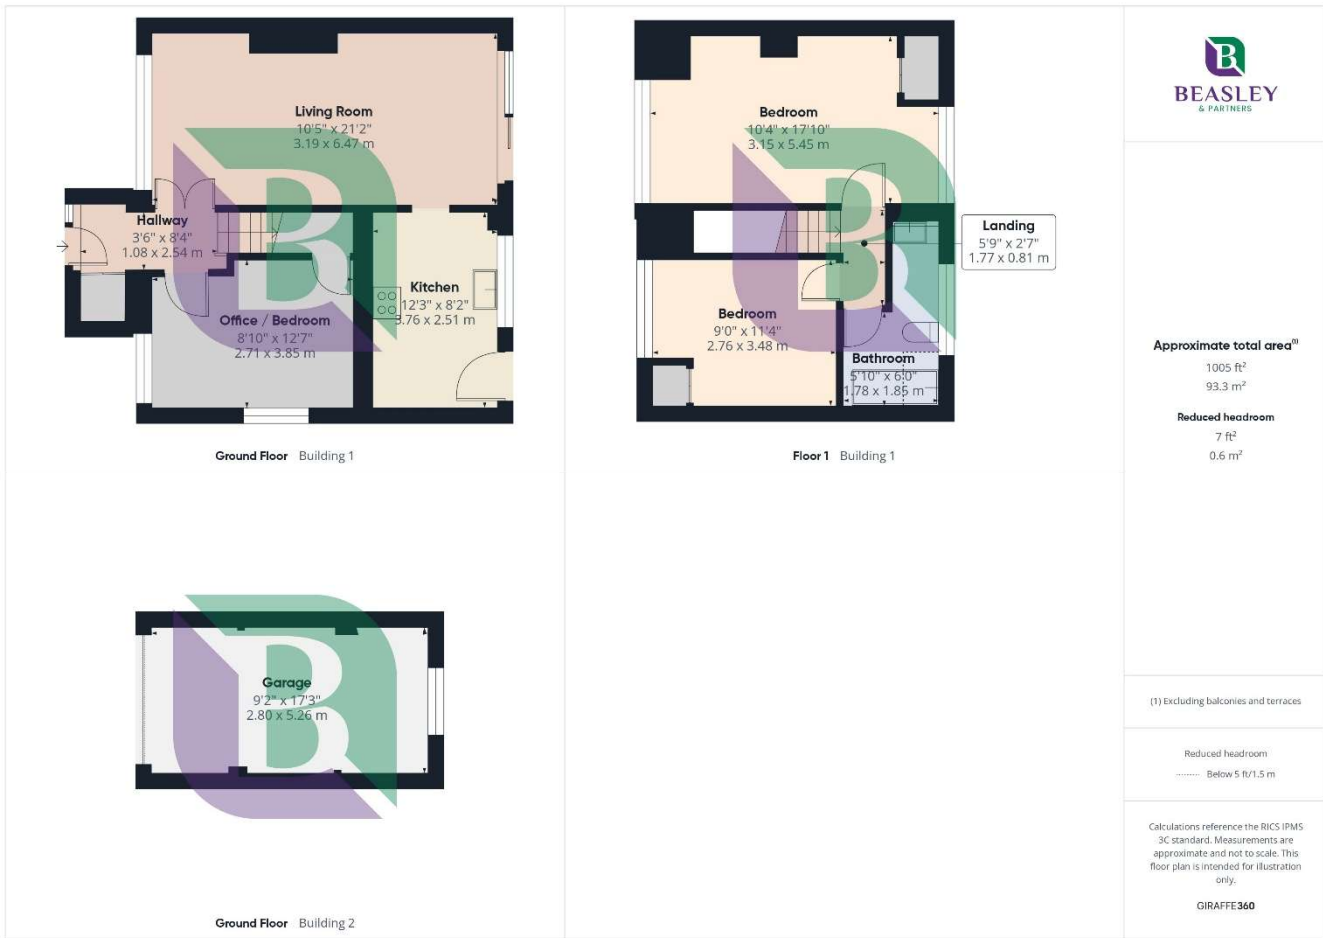 Living Room
10'5" x 21'2"
3.19 x 6.47 m
Hallway
3'6" x 8'4"
1.08 x 2.54 m
Office / Bedroom
8'10" x 12'7"
2.71 x 3.85 m
Kitchen
12'3" x 8'2"
3.76 x 2.51 m
Ground Floor Building 1
Bedroom
10'4" x 17'10"
3.15 x 5.45 m
Landing
5'9" x 2'7"
1.77 x 0.81 m
Bedroom
9'0" x 11'4"
2.76 x 3.48 m
Bathroom
5'10" x 6'0"
1.78 x 1.85 m
Floor 1 Building 1
Garage
9'2" x 17'3"
2.80 x 5.26 m
Ground Floor Building 2
B
BEASLEY
& PARTNERS
Approximate total area(1)
1005 ft²
93.3 m²
Reduced headroom
7 ft²
0.6 m²
(1) Excluding balconies and terraces
Reduced headroom
Below 5 ft/1.5 m
Calculations reference the RICS IPMS
3C standard. Measurements are
approximate and not to scale. This
floor plan is intended for illustration
only.
GIRAFFE360